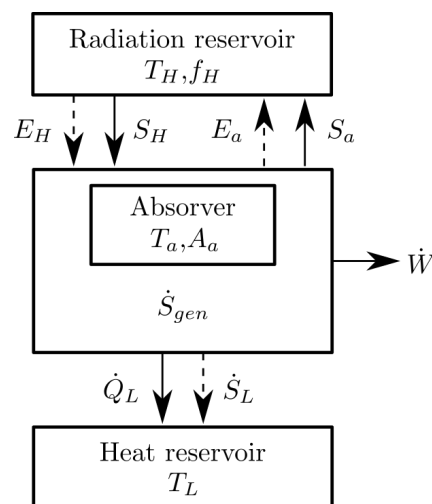 Radiation reservoir
T_H,f_H
E_H
S_H
E_a
S_a
Absorver
T_a,A_a
Ẇ
Ṡ_gen
Q̇_L
Ṡ_L
Heat reservoir
T_L